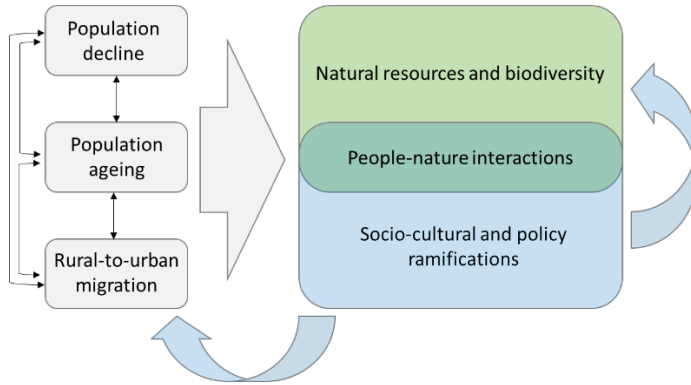 Population
decline
Population
ageing
Rural-to-urban
migration
Natural resources and biodiversity
People-nature interactions
Socio-cultural and policy
ramifications